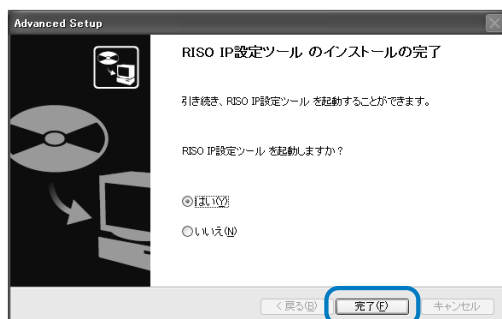 Advanced Setup
RISO IP設定ツール のインストールの完了
引き続き、RISO IP設定ツール を起動することができます。
RISO IP設定ツール を起動しますか？
はい(Y)
いいえ(N)
< 戻る(B)
完了(F)
キャンセル